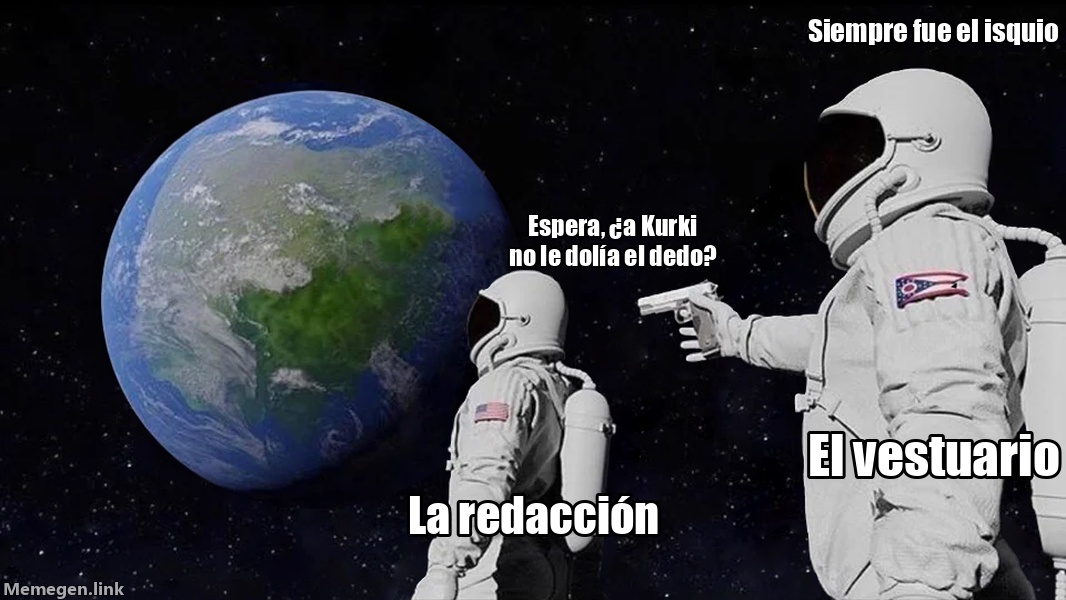 Siempre fue el isquio
Espera, ¿a Kurki
no le dolía el dedo?
El vestuario
La redacción
Memegen.link